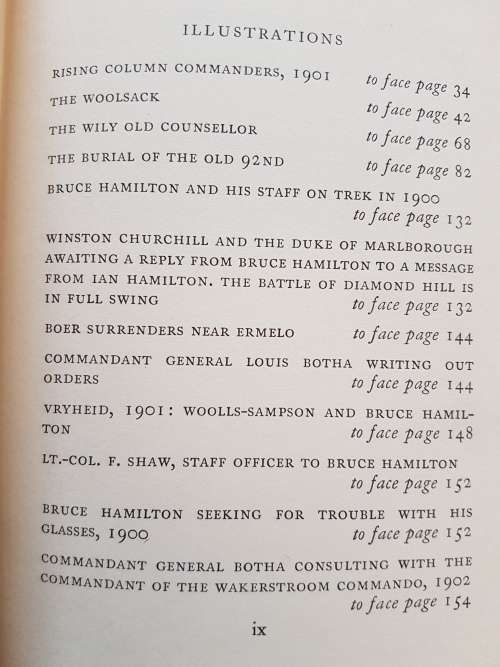 ILLUSTRATIONS
RISING COLUMN COMMANDERS, 1901 to face page 34
THE WOOLSACK to face page 42
THE WILY OLD COUNSELLOR to face page 68
THE BURIAL OF THE OLD 92ND to face page 82
BRUCE HAMILTON AND HIS STAFF ON TREK IN 1900
to face page 132
WINSTON CHURCHILL AND THE DUKE OF MARLBOROUGH
AWAITING A REPLY FROM BRUCE HAMILTON TO A MESSAGE
FROM IAN HAMILTON. THE BATTLE OF DIAMOND HILL IS
IN FULL SWING to face page 132
BOER SURRENDERS NEAR ERMELO to face page 144
COMMANDANT GENERAL LOUIS BOTHA WRITING OUT
ORDERS to face page 144
VRYHEID, 1901: WOOLLS-SAMPSON AND BRUCE HAMIL-
TON to face page 148
LT.-COL. F. SHAW, STAFF OFFICER TO BRUCE HAMILTON
to face page 152
BRUCE HAMILTON SEEKING FOR TROUBLE WITH HIS
GLASSES, 1900 to face page 152
COMMANDANT GENERAL BOTHA CONSULTING WITH THE
COMMANDANT OF THE WAKERSTROOM COMMANDO, 1902
to face page 154
ix